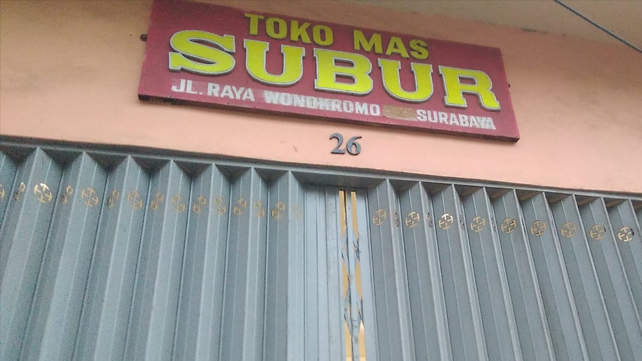 TOKO MAS
SUBUR
JL. RAYA WONOKROMO SURABAYA
26